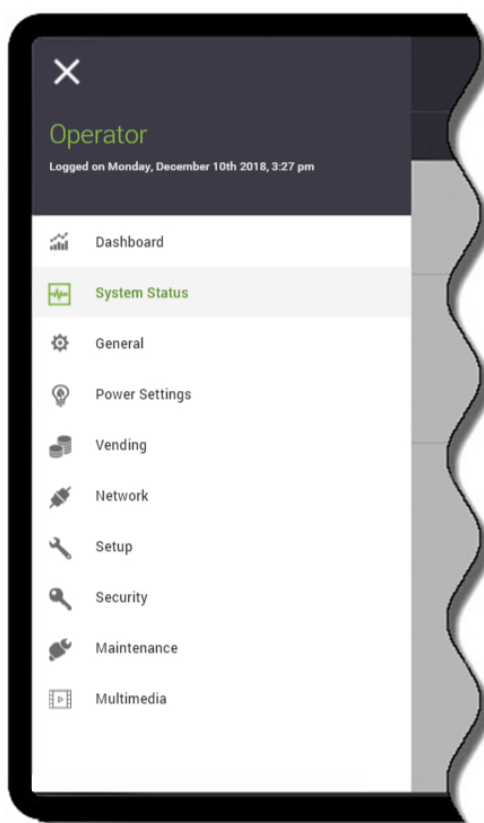 Operator
Logged on Monday, December 10th 2018, 3:27 pm
Dashboard
System Status
General
Power Settings
Vending
Network
Setup
Security
Maintenance
Multimedia